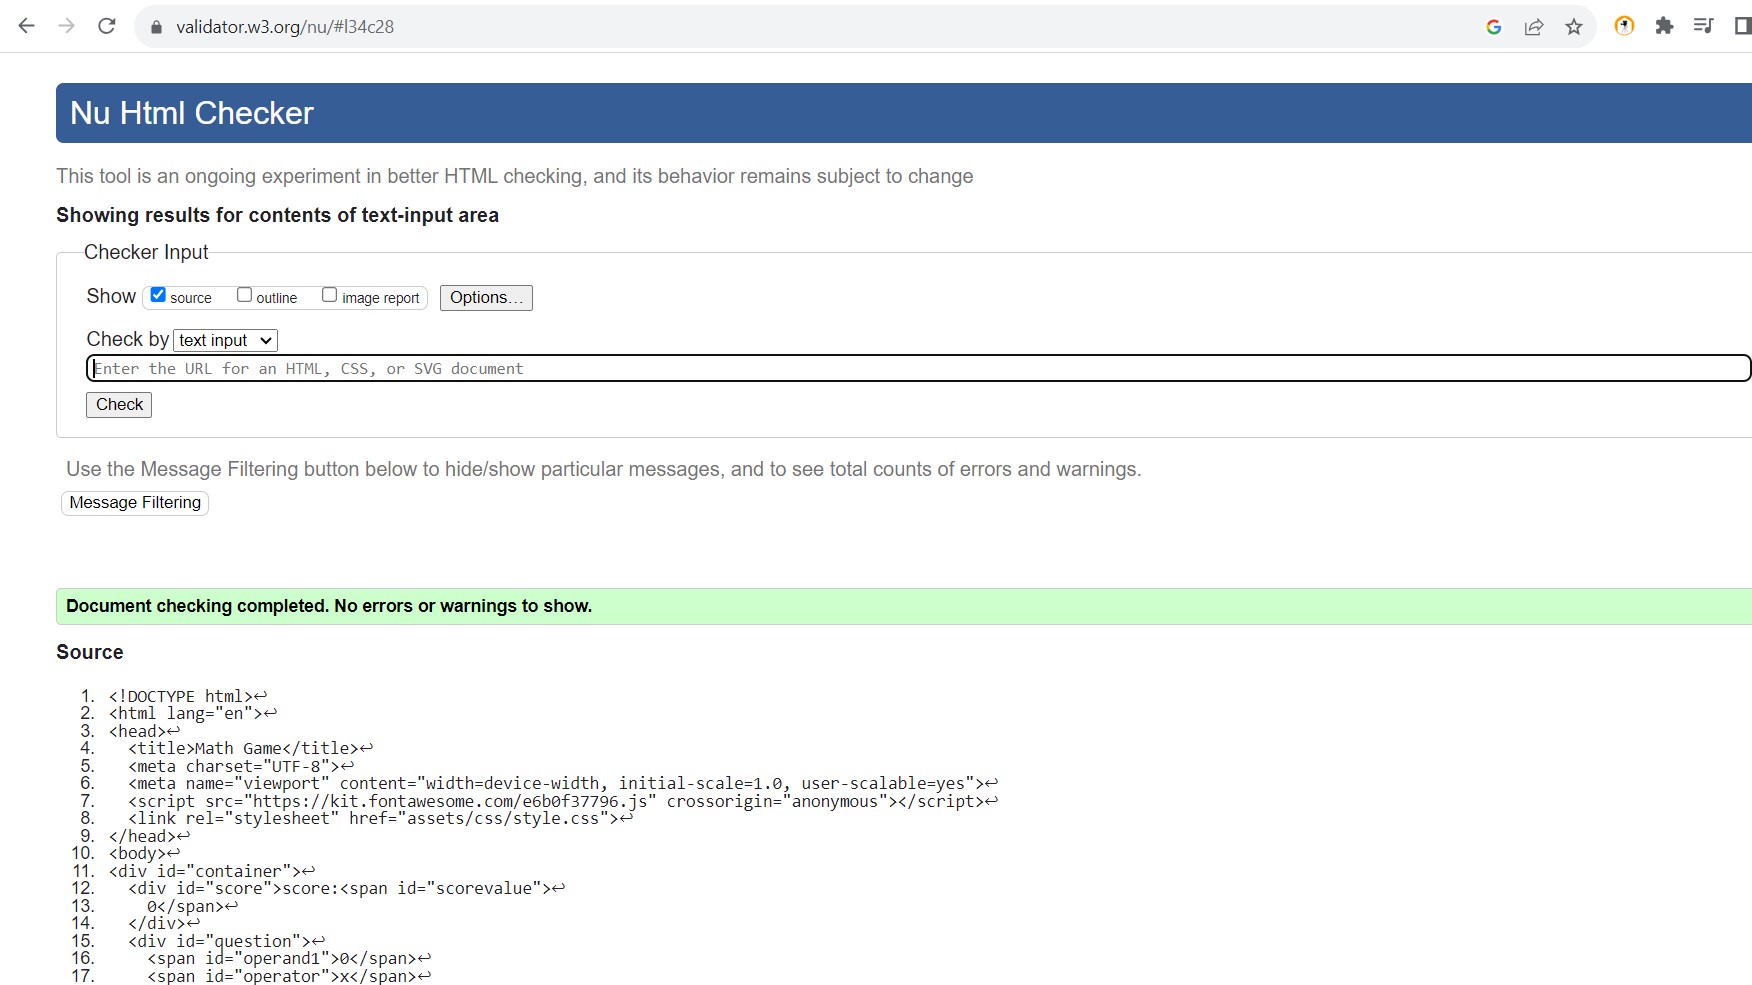 validator.w3.org/nu/#l34c28
Nu Html Checker
This tool is an ongoing experiment in better HTML checking, and its behavior remains subject to change
Showing results for contents of text-input area
Checker Input
Show source outline image report Options...
Check by text input
Enter the URL for an HTML, CSS, or SVG document
Check
Use the Message Filtering button below to hide/show particular messages, and to see total counts of errors and warnings.
Message Filtering
Document checking completed. No errors or warnings to show.
Source
1. <!DOCTYPE html>↩
2. <html lang="en">↩
3. <head>↩
4.   <title>Math Game</title>↩
5.   <meta charset="UTF-8">↩
6.   <meta name="viewport" content="width=device-width, initial-scale=1.0, user-scalable=yes">↩
7.   <script src="https://kit.fontawesome.com/e6b0f37796.js" crossorigin="anonymous"></script>↩
8.   <link rel="stylesheet" href="assets/css/style.css">↩
9. </head>↩
10. <body>↩
11. <div id="container">↩
12.   <div id="score">score:<span id="scorevalue">↩
13.     0</span>↩
14.   </div>↩
15.   <div id="question">↩
16.     <span id="operand1">0</span>↩
17.     <span id="operator">x</span>↩